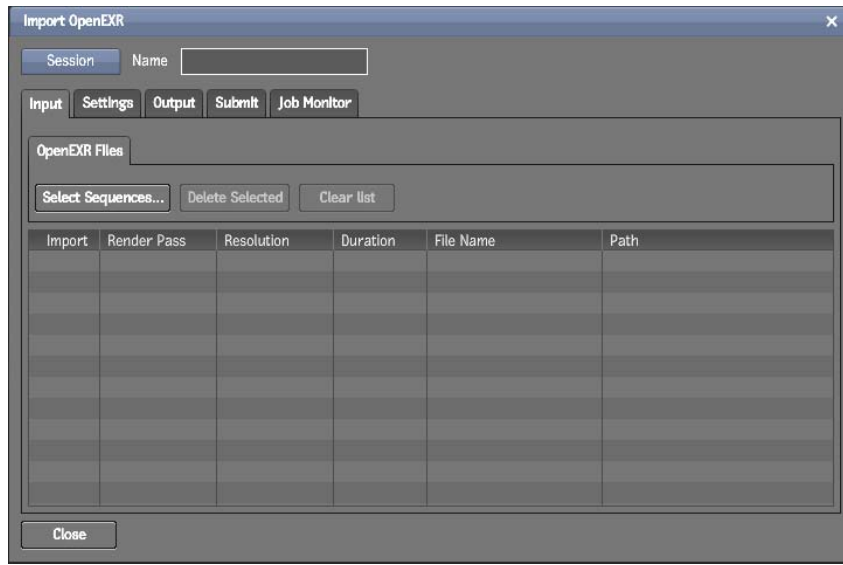 Import OpenEXR
Session Name
Input Settings Output Submit Job Monitor
OpenEXR Files
Select Sequences... Delete Selected Clear list
Import Render Pass Resolution Duration File Name Path
Close